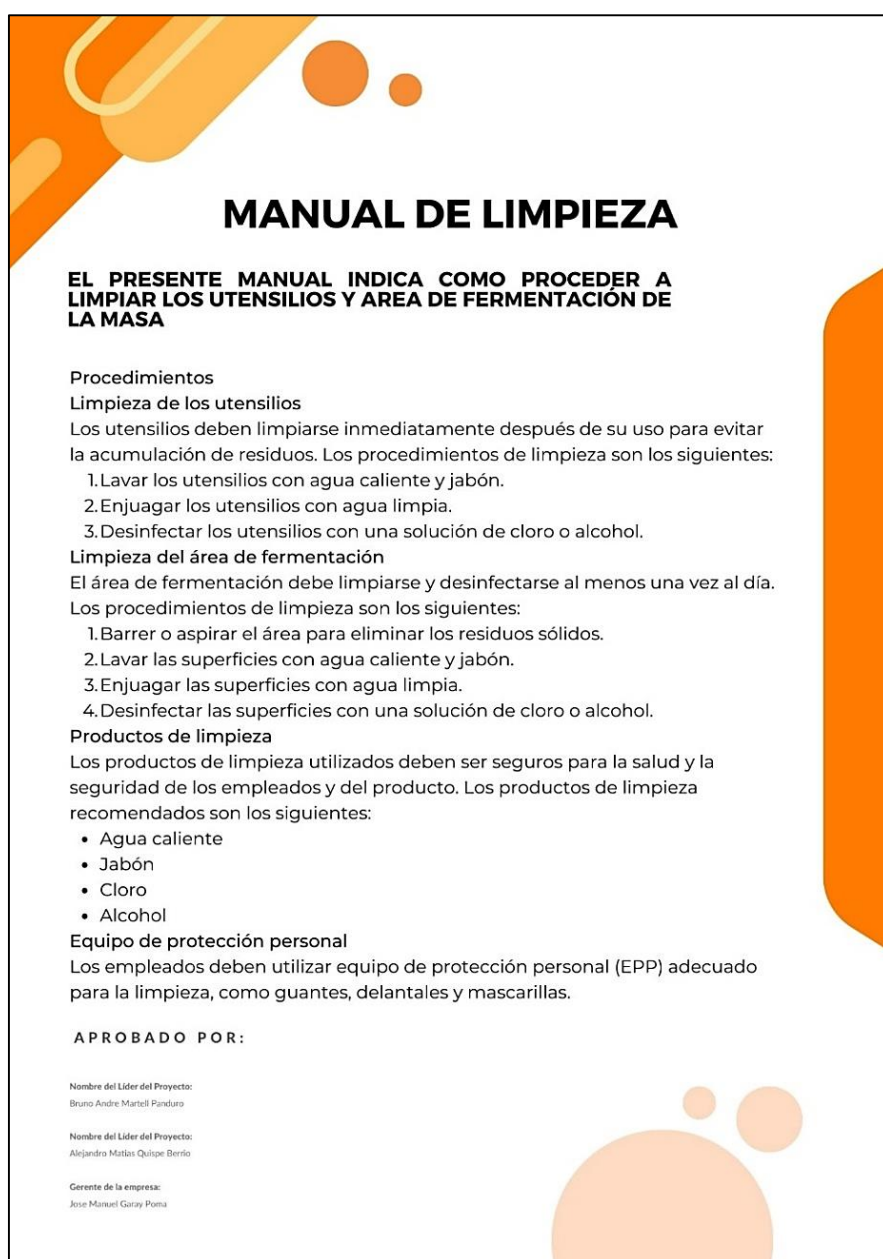 MANUAL DE LIMPIEZA
EL PRESENTE MANUAL INDICA COMO PROCEDER A
LIMPIAR LOS UTENSILIOS Y AREA DE FERMENTACIÓN DE
LA MASA
Procedimientos
Limpieza de los utensilios
Los utensilios deben limpiarse inmediatamente después de su uso para evitar
la acumulación de residuos. Los procedimientos de limpieza son los siguientes:
1. Lavar los utensilios con agua caliente y jabón.
2. Enjuagar los utensilios con agua limpia.
3. Desinfectar los utensilios con una solución de cloro o alcohol.
Limpieza del área de fermentación
El área de fermentación debe limpiarse y desinfectarse al menos una vez al día.
Los procedimientos de limpieza son los siguientes:
1. Barrer o aspirar el área para eliminar los residuos sólidos.
2. Lavar las superficies con agua caliente y jabón.
3. Enjuagar las superficies con agua limpia.
4. Desinfectar las superficies con una solución de cloro o alcohol.
Productos de limpieza
Los productos de limpieza utilizados deben ser seguros para la salud y la
seguridad de los empleados y del producto. Los productos de limpieza
recomendados son los siguientes:
• Agua caliente
• Jabón
• Cloro
• Alcohol
Equipo de protección personal
Los empleados deben utilizar equipo de protección personal (EPP) adecuado
para la limpieza, como guantes, delantales y mascarillas.
APROBADO POR:
Nombre del Líder del Proyecto:
Bruno Andre Martell Panduro
Nombre del Líder del Proyecto:
Alejandro Matias Quispe Berrio
Gerente de la empresa:
Jose Manuel Garay Poma